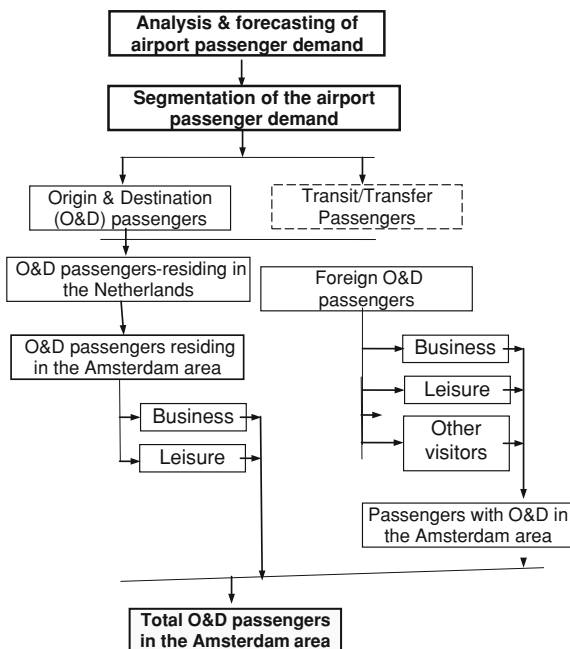 Analysis & forecasting of
airport passenger demand
Segmentation of the airport
passenger demand
Origin & Destination
(O&D) passengers
Transit/Transfer
Passengers
O&D passengers-residing in
the Netherlands
Foreign O&D
passengers
O&D passengers residing
in the Amsterdam area
Business
Leisure
Business
Leisure
Other
visitors
Passengers with O&D in
the Amsterdam area
Total O&D passengers
in the Amsterdam area